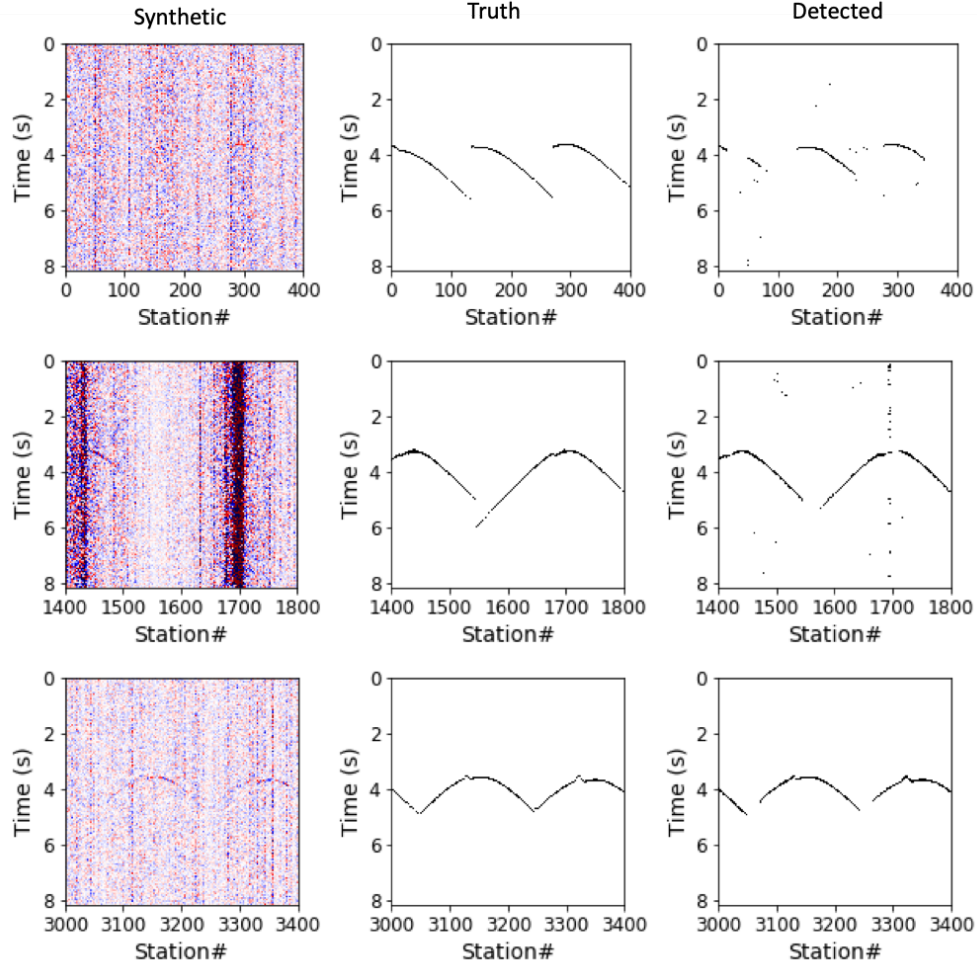 Synthetic Truth Detected
0 2 4 6 8
Time (s)
0 100 200 300 400
Station#
0 2 4 6 8
Time (s)
0 100 200 300 400
Station#
0 2 4 6 8
Time (s)
0 100 200 300 400
Station#
0 2 4 6 8
Time (s)
1400 1500 1600 1700 1800
Station#
0 2 4 6 8
Time (s)
1400 1500 1600 1700 1800
Station#
0 2 4 6 8
Time (s)
1400 1500 1600 1700 1800
Station#
0 2 4 6 8
Time (s)
3000 3100 3200 3300 3400
Station#
0 2 4 6 8
Time (s)
3000 3100 3200 3300 3400
Station#
0 2 4 6 8
Time (s)
3000 3100 3200 3300 3400
Station#